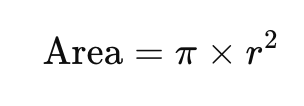 Area = π × r²